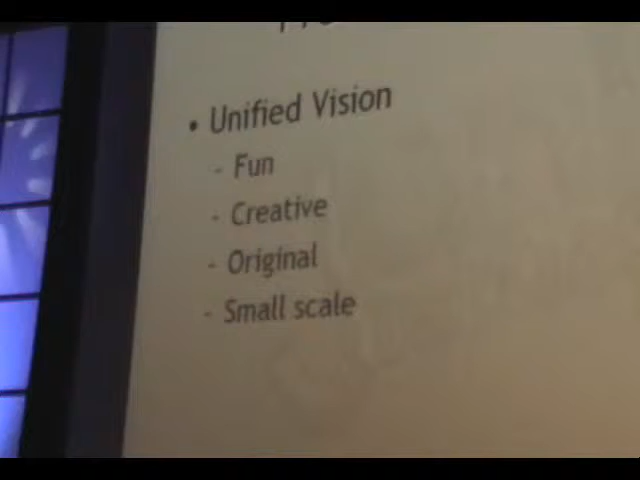 • Unified Vision
- Fun
- Creative
- Original
- Small scale